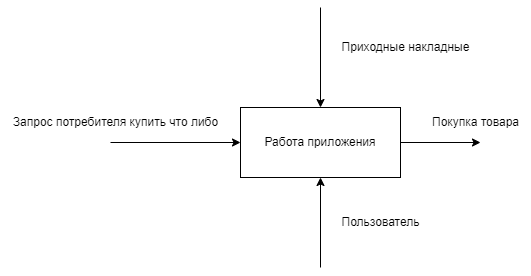 Приходные накладные
Запрос потребителя купить что либо
Покупка товара
Работа приложения
Пользователь